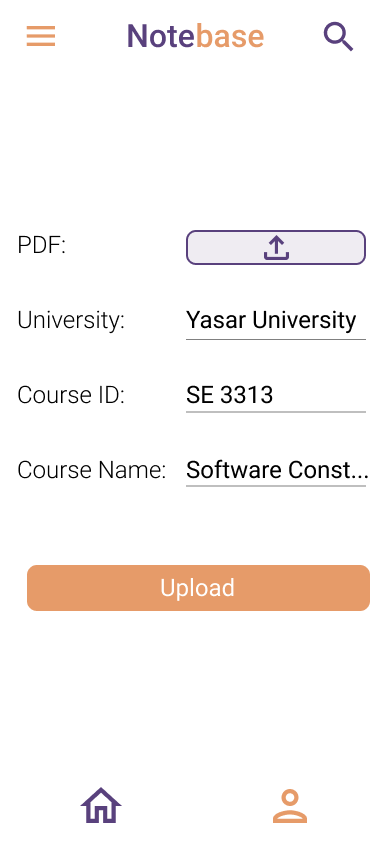 Notebase
PDF:
University: Yasar University
Course ID: SE 3313
Course Name: Software Const...
Upload